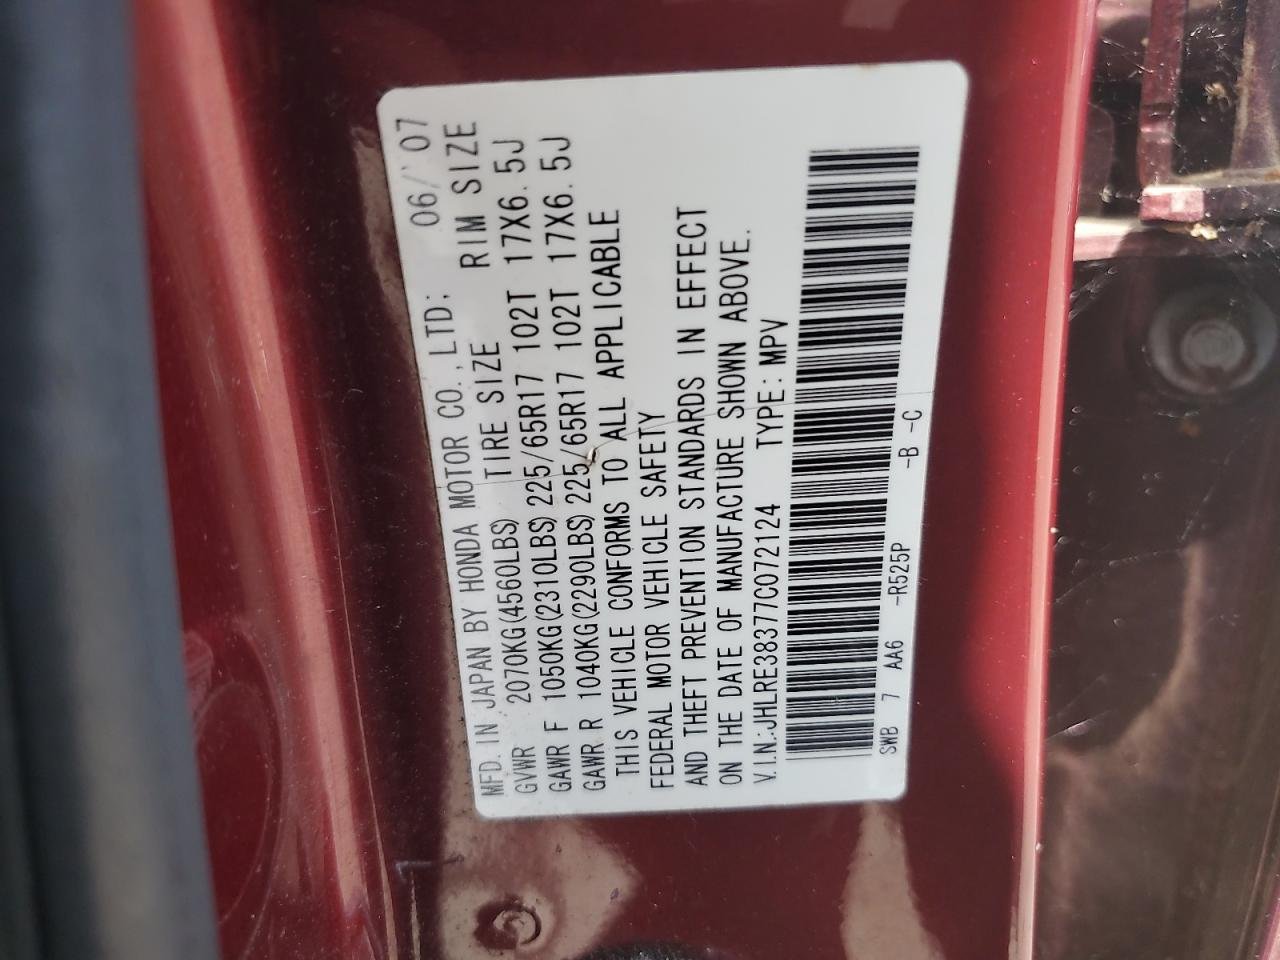 MFD. IN JAPAN BY HONDA MOTOR CO., LTD. 06/'07
GVWR 2070KG(4560LBS) TIRE SIZE RIM SIZE
GAWR F 1050KG(2310LBS) 225/65R17 102T 17X6.5J
GAWR R 1040KG(2290LBS) 225/65R17 102T 17X6.5J
THIS VEHICLE CONFORMS TO ALL APPLICABLE
FEDERAL MOTOR VEHICLE SAFETY
AND THEFT PREVENTION STANDARDS IN EFFECT
ON THE DATE OF MANUFACTURE SHOWN ABOVE.
V.I.N.:JHLRE38377C072124 TYPE: MPV
SWB 7 AA6 -R525P -B -C